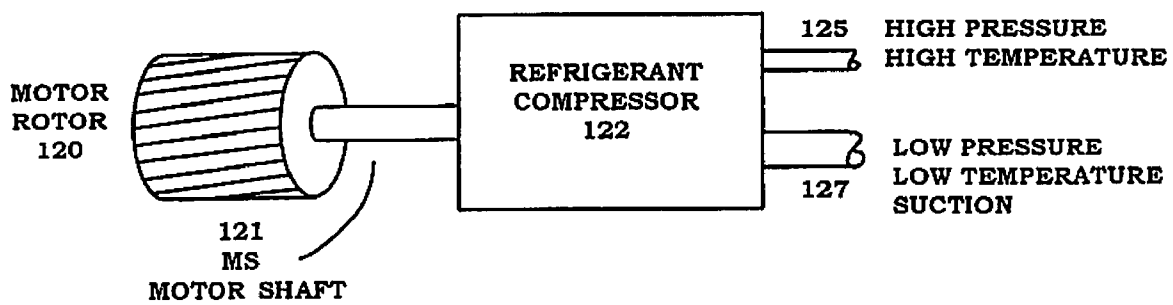 MOTOR
ROTOR
120
121
MS
MOTOR SHAFT
REFRIGERANT
COMPRESSOR
122
125
HIGH PRESSURE
HIGH TEMPERATURE
127
LOW PRESSURE
LOW TEMPERATURE
SUCTION